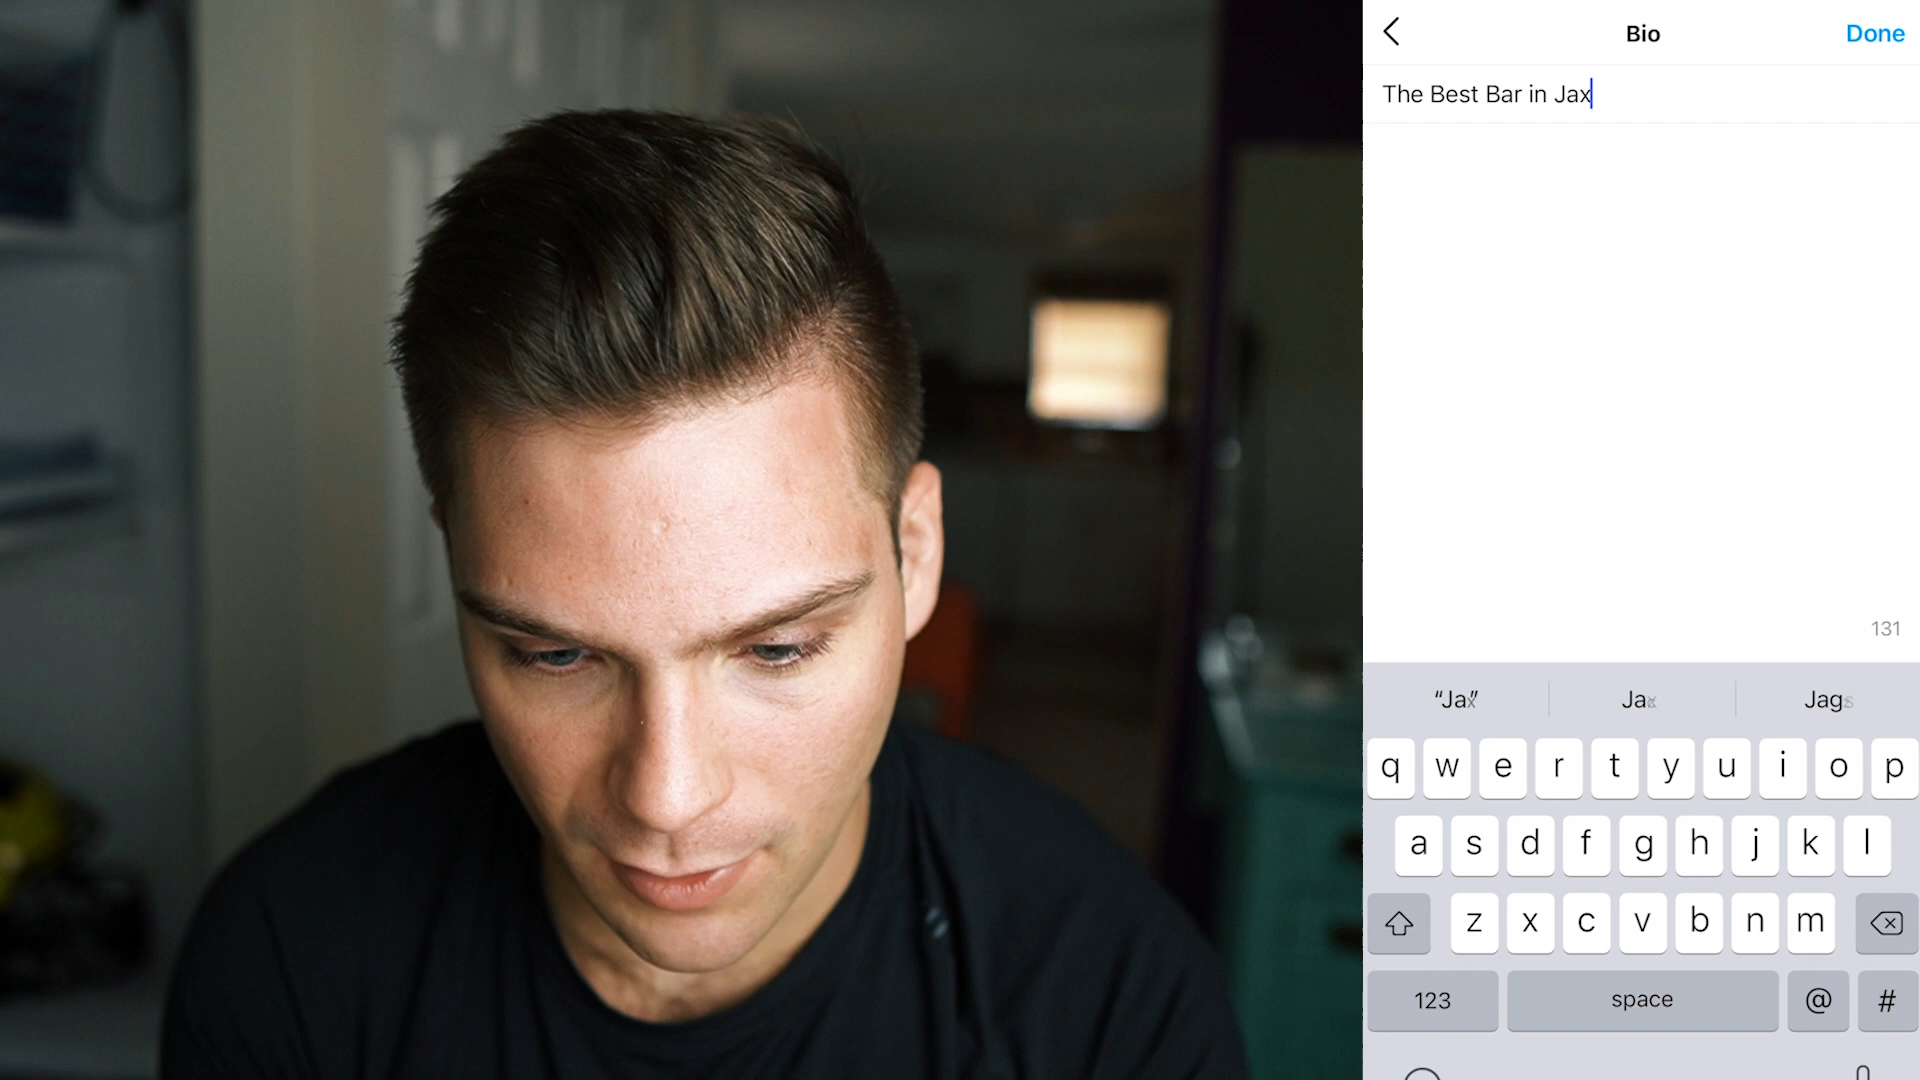 Bio
Done
The Best Bar in Jax
131
“Jax”
Jax
Jags
q w e r t y u i o p
a s d f g h j k l
z x c v b n m
123 space @ #